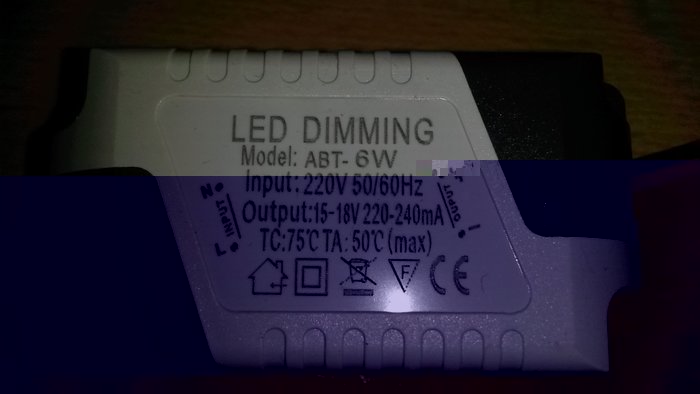 LED DIMMING
Model: ABT- 6W
Input: 220V 50/60Hz
Output:15-18V 220-240mA
TC:75℃ TA: 50℃ (max)
N
INPUT
L
OUPUT
F
CE